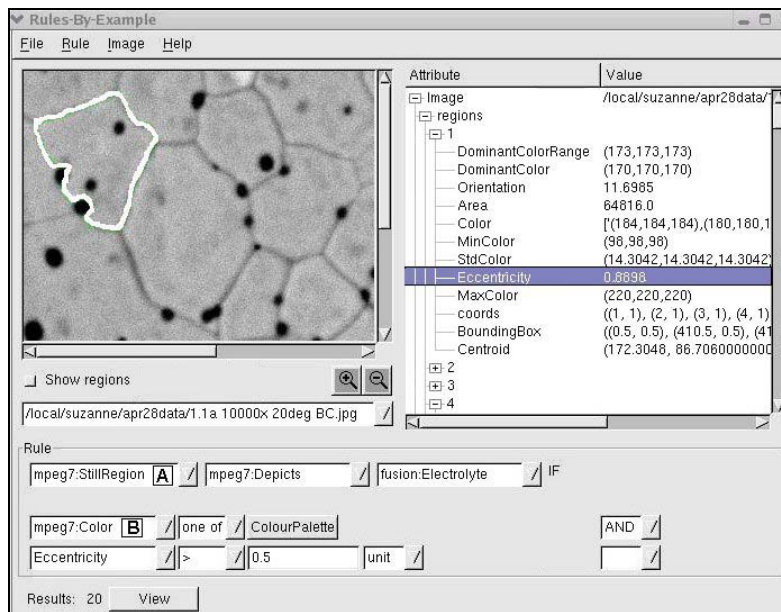 Rules-By-Example
File Rule Image Help
Attribute Value
Image /local/suzanne/apr28data/
regions
1
DominantColorRange (173,173,173)
DominantColor (170,170,170)
Orientation 11.6985
Area 64816.0
Color ['(184,184,184),(180,180,1
MinColor (98,98,98)
StdColor (14.3042,14.3042,14.3042)
Eccentricity 0.8898
MaxColor (220,220,220)
coords ((1, 1), (2, 1), (3, 1), (4, 1)
BoundingBox ((0.5, 0.5), (410.5, 0.5), (41
Centroid (172.3048, 86.7060000000
2
3
4
Show regions
/local/suzanne/apr28data/1.1a 10000x 20deg BC.jpg
Rule
mpeg7:StillRegion A mpeg7:Depicts fusion:Electrolyte IF
mpeg7:Color B one of ColourPalette AND
Eccentricity > 0.5 unit
Results: 20 View